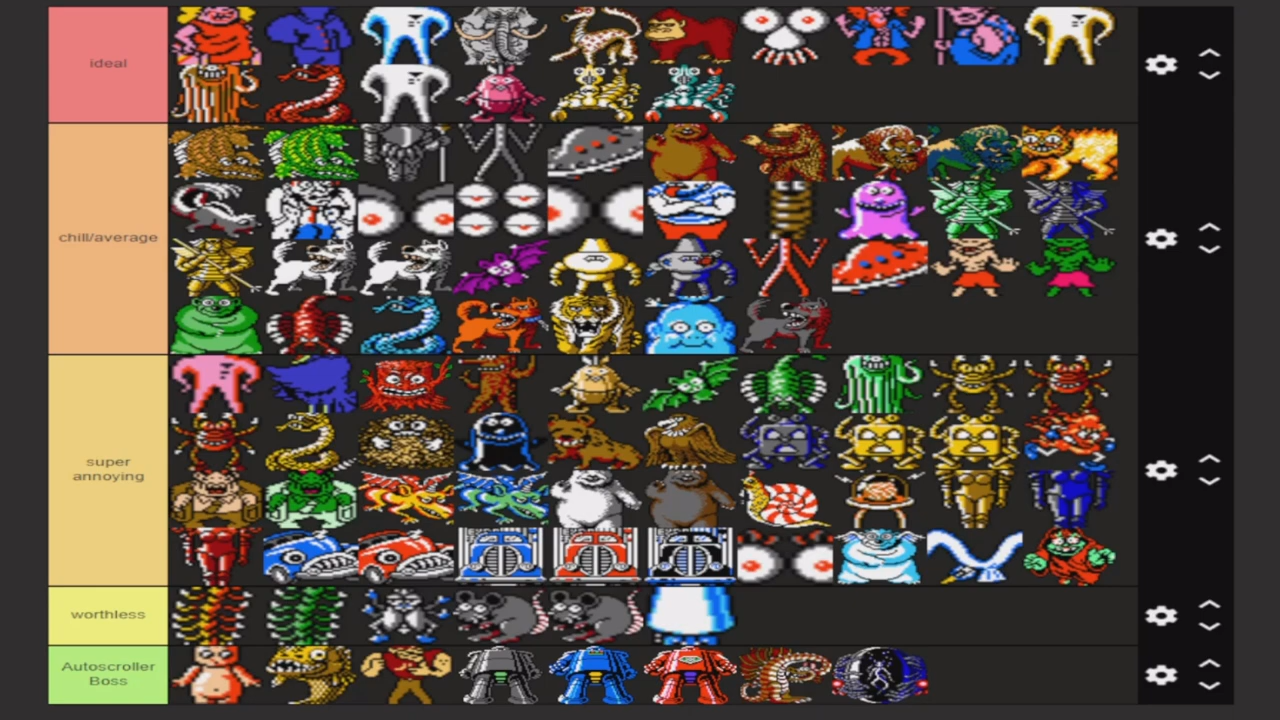 ideal
chill/average
super
annoying
worthless
Autoscroller
Boss